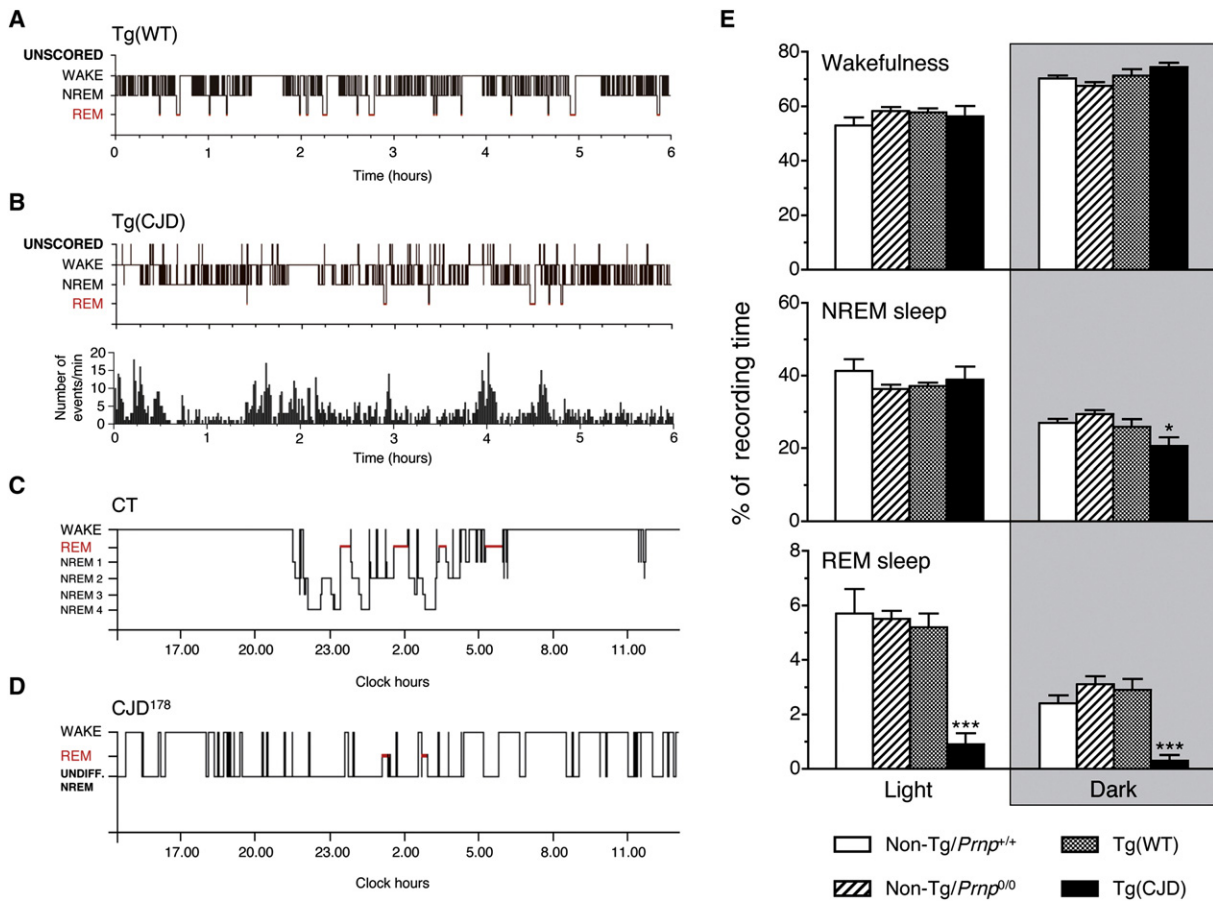 A
Tg(WT)
UNSCORED
WAKE
NREM
REM
0 1 2 3 4 5 6
Time (hours)
B
Tg(CJD)
UNSCORED
WAKE
NREM
REM
Number of
events/min
20
15
10
5
0
0 1 2 3 4 5 6
Time (hours)
C
CT
WAKE
REM
NREM 1
NREM 2
NREM 3
NREM 4
17.00 20.00 23.00 2.00 5.00 8.00 11.00
Clock hours
D
CJD¹⁷⁸
WAKE
REM
UNDIFF.
NREM
17.00 20.00 23.00 2.00 5.00 8.00 11.00
Clock hours
E
% of recording time
Wakefulness
80
60
40
20
0
NREM sleep
60
40
20
0
*
REM sleep
8
6
4
2
0
***
***
Light Dark
Non-Tg/Prnp⁺/⁺
Tg(WT)
Non-Tg/Prnp⁰/⁰
Tg(CJD)